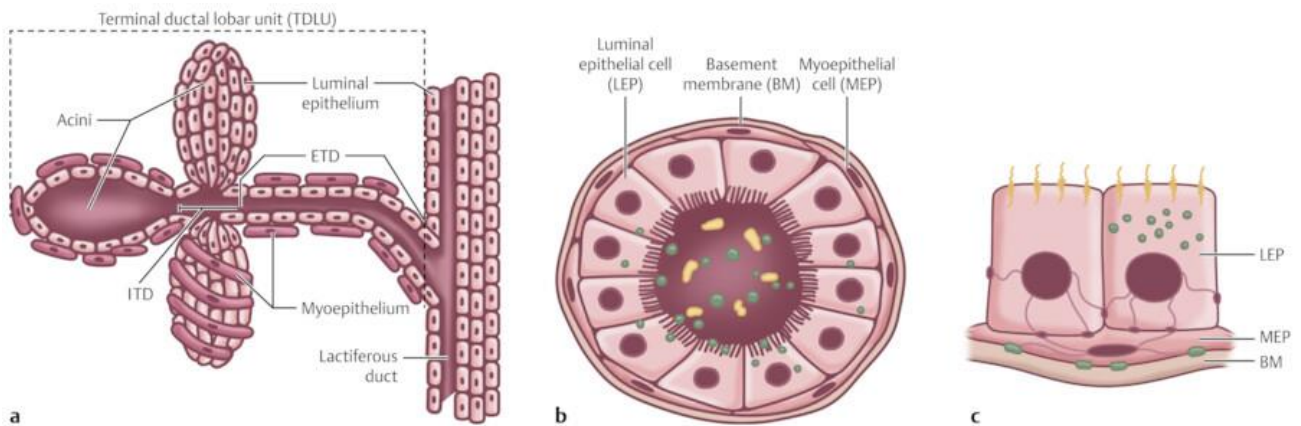 Terminal ductal lobar unit (TDLU)
Acini
Luminal
epithelium
ETD
ITD
Myoepithelium
Lactiferous
duct
a
Luminal
epithelial cell
(LEP)
Basement
membrane (BM)
Myoepithelial
cell (MEP)
b
LEP
MEP
BM
c